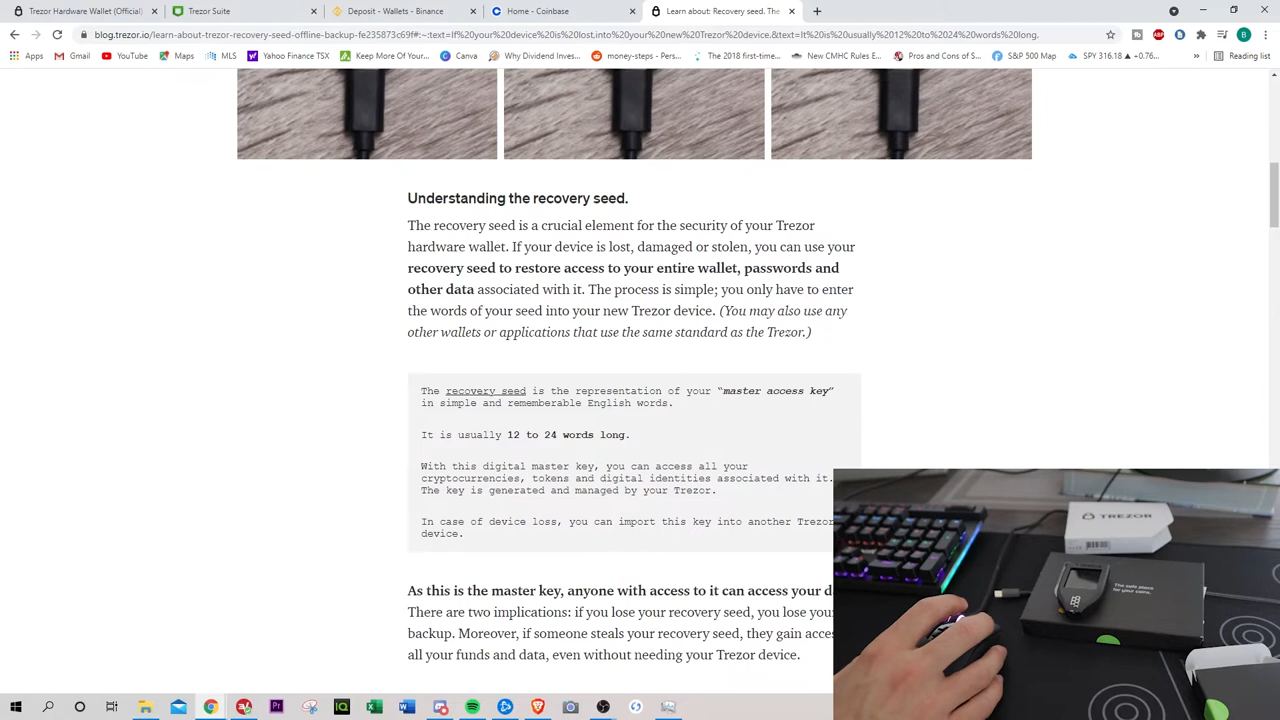 Trezor Hardware Wallet (Official)
Trezor Suite
Deposit - Wallets - Binance
Home - Coinbase
Learn about: Recovery seed. The
blog.trezor.io/learn-about-trezor-recovery-seed-offline-backup-fe235873c69f#:~:text=If%20your%20device%20is%20lost,into%20your%20new%20Trezor%20device.&text=It%20is%20usually%2012%20to%2024%20words%20long.
Apps
Gmail
YouTube
Maps
MLS
Yahoo Finance TSX
Keep More Of Your...
Canva
Why Dividend Inves...
money-steps - Pers...
The 2018 first-time...
New CMHC Rules E...
Pros and Cons of S...
S&P 500 Map
SPY 316.18 ▲ +0.76...
Reading list
Understanding the recovery seed.
The recovery seed is a crucial element for the security of your Trezor
hardware wallet. If your device is lost, damaged or stolen, you can use your
recovery seed to restore access to your entire wallet, passwords and
other data associated with it. The process is simple; you only have to enter
the words of your seed into your new Trezor device. (You may also use any
other wallets or applications that use the same standard as the Trezor.)
The recovery seed is the representation of your “master access key”
in simple and rememberable English words.
It is usually 12 to 24 words long.
With this digital master key, you can access all your
cryptocurrencies, tokens and digital identities associated with it.
The key is generated and managed by your Trezor.
In case of device loss, you can import this key into another Trezor
device.
As this is the master key, anyone with access to it can access your d
There are two implications: if you lose your recovery seed, you lose your
backup. Moreover, if someone steals your recovery seed, they gain acces
all your funds and data, even without needing your Trezor device.
TREZOR
The safe place
for your coins.